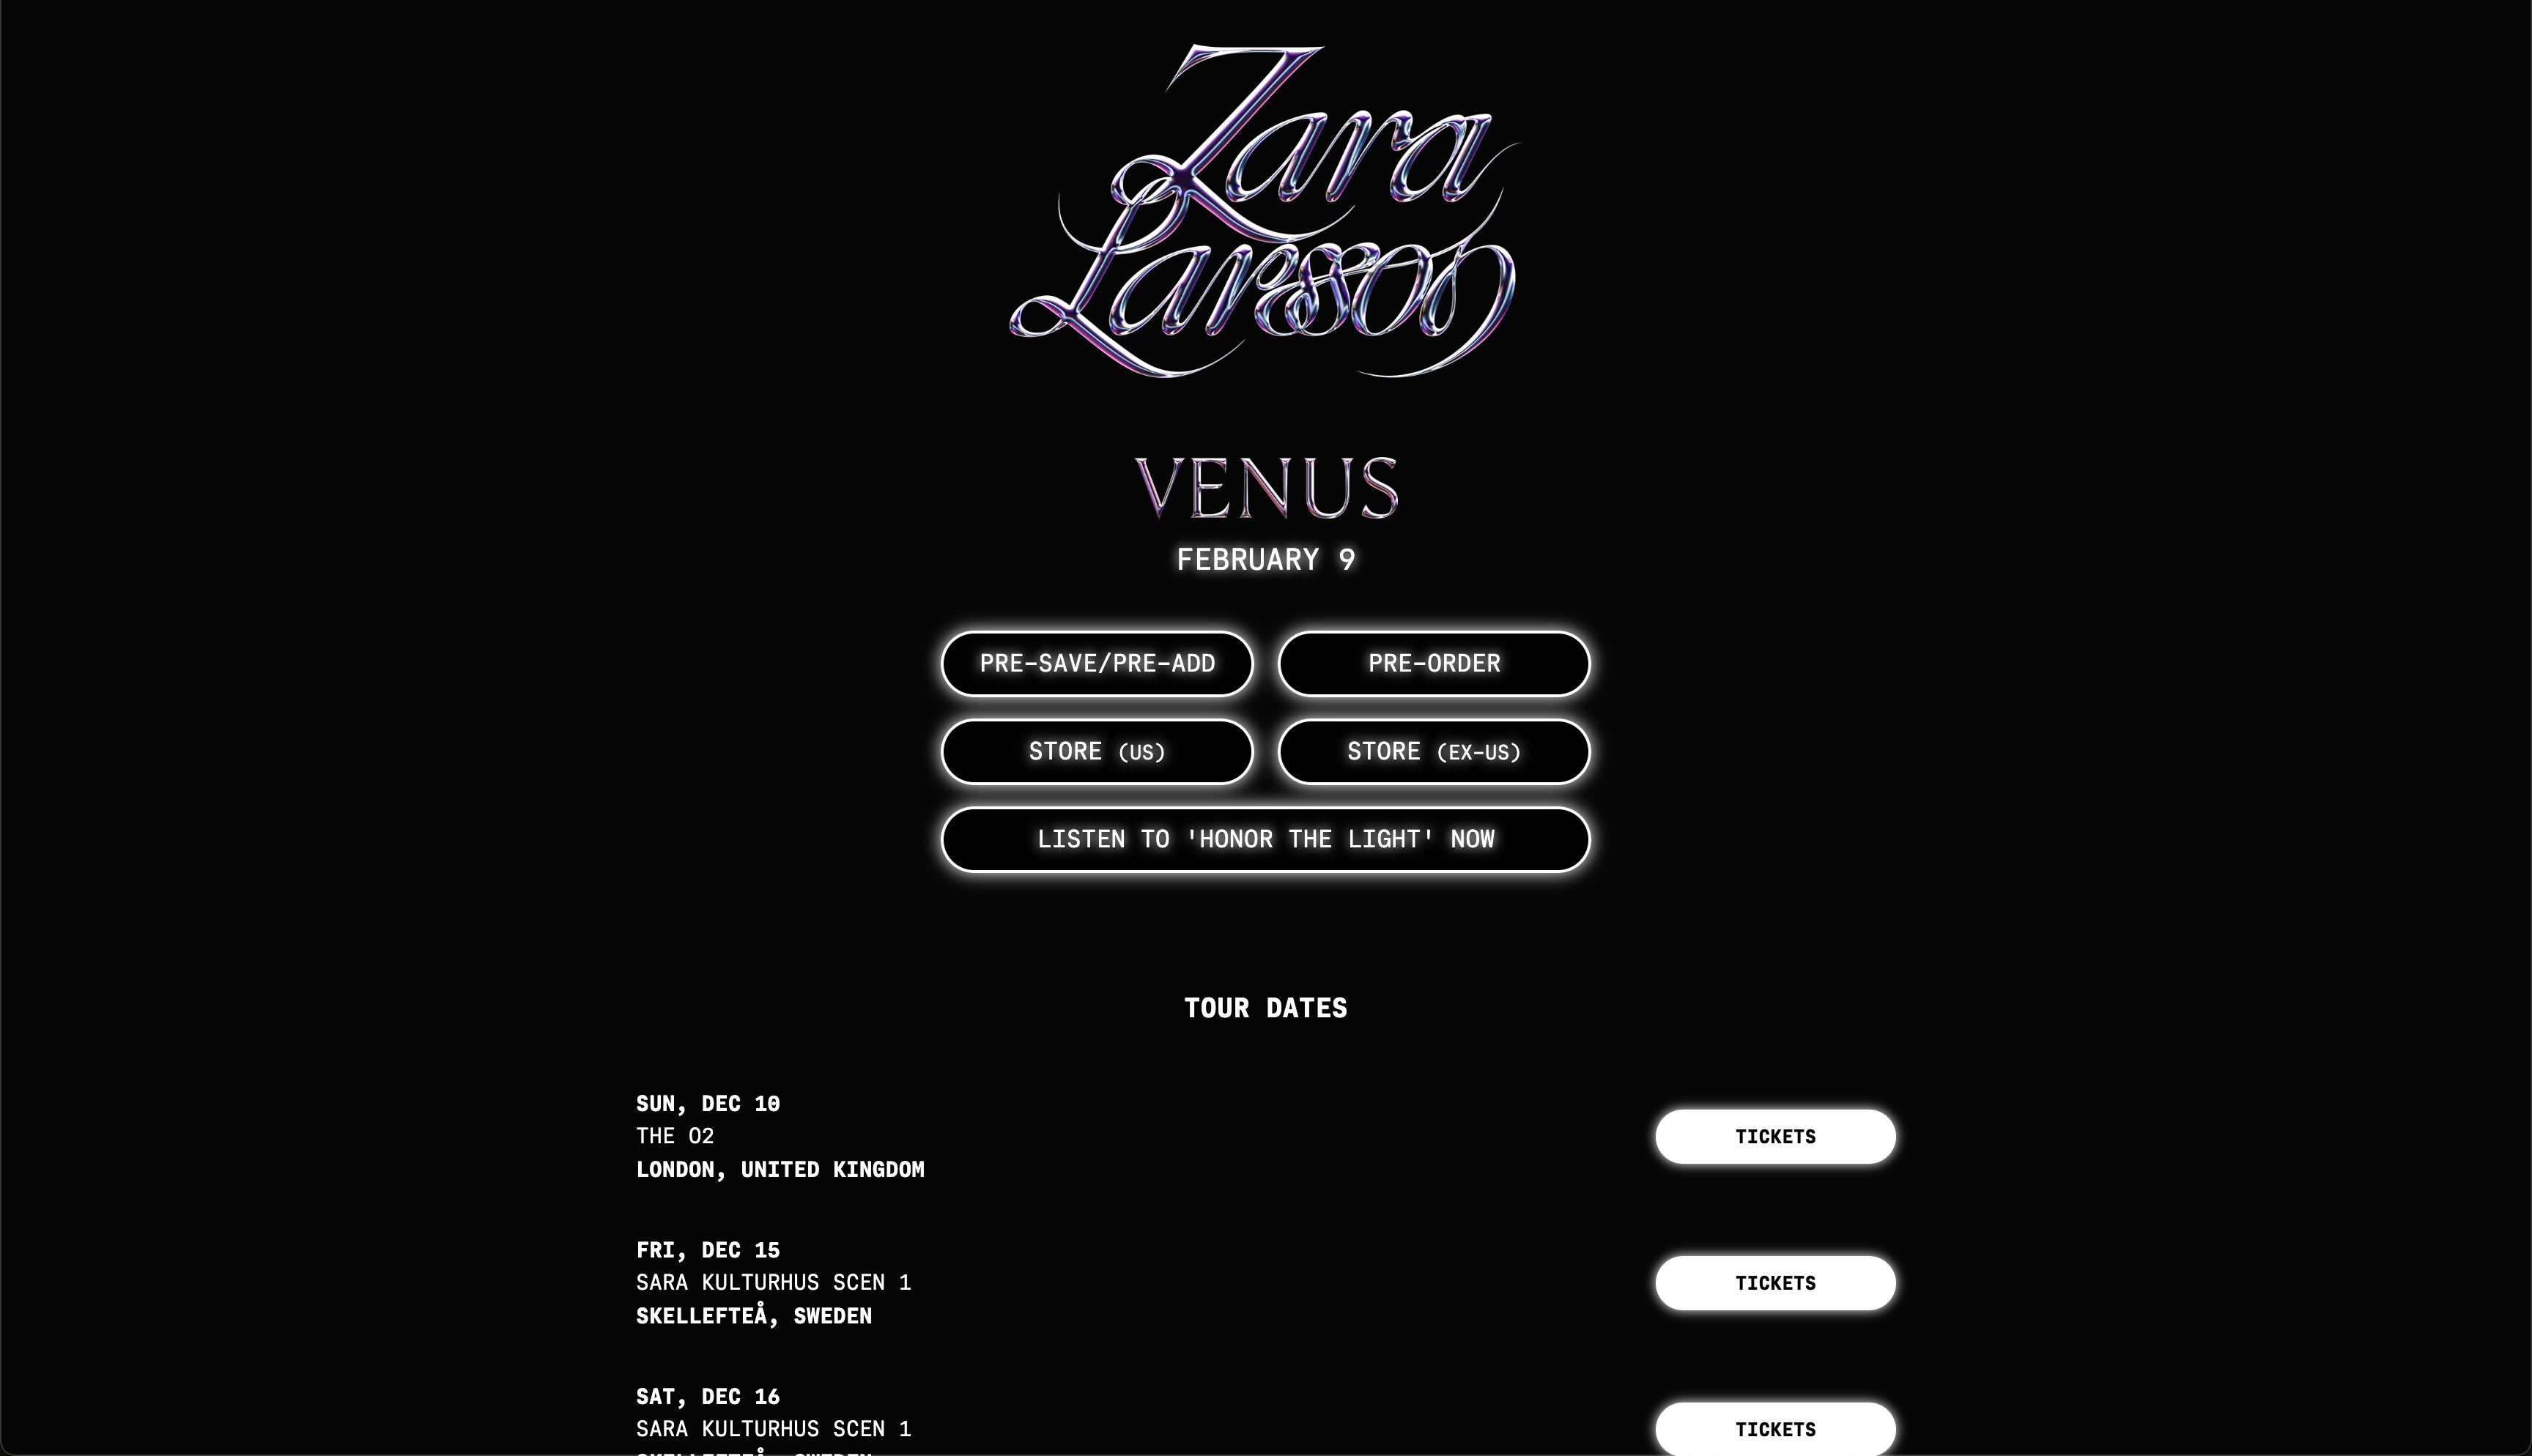 Zara
Larsson
VENUS
FEBRUARY 9
PRE-SAVE/PRE-ADD
PRE-ORDER
STORE (US)
STORE (EX-US)
LISTEN TO 'HONOR THE LIGHT' NOW
TOUR DATES
SUN, DEC 10
THE O2
LONDON, UNITED KINGDOM
TICKETS
FRI, DEC 15
SARA KULTURHUS SCEN 1
SKELLEFTEÅ, SWEDEN
TICKETS
SAT, DEC 16
SARA KULTURHUS SCEN 1
TICKETS